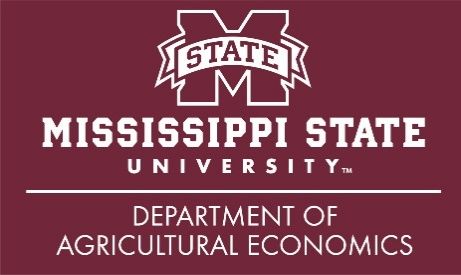 STATE
MISSISSIPPI STATE
UNIVERSITY™
DEPARTMENT OF
AGRICULTURAL ECONOMICS